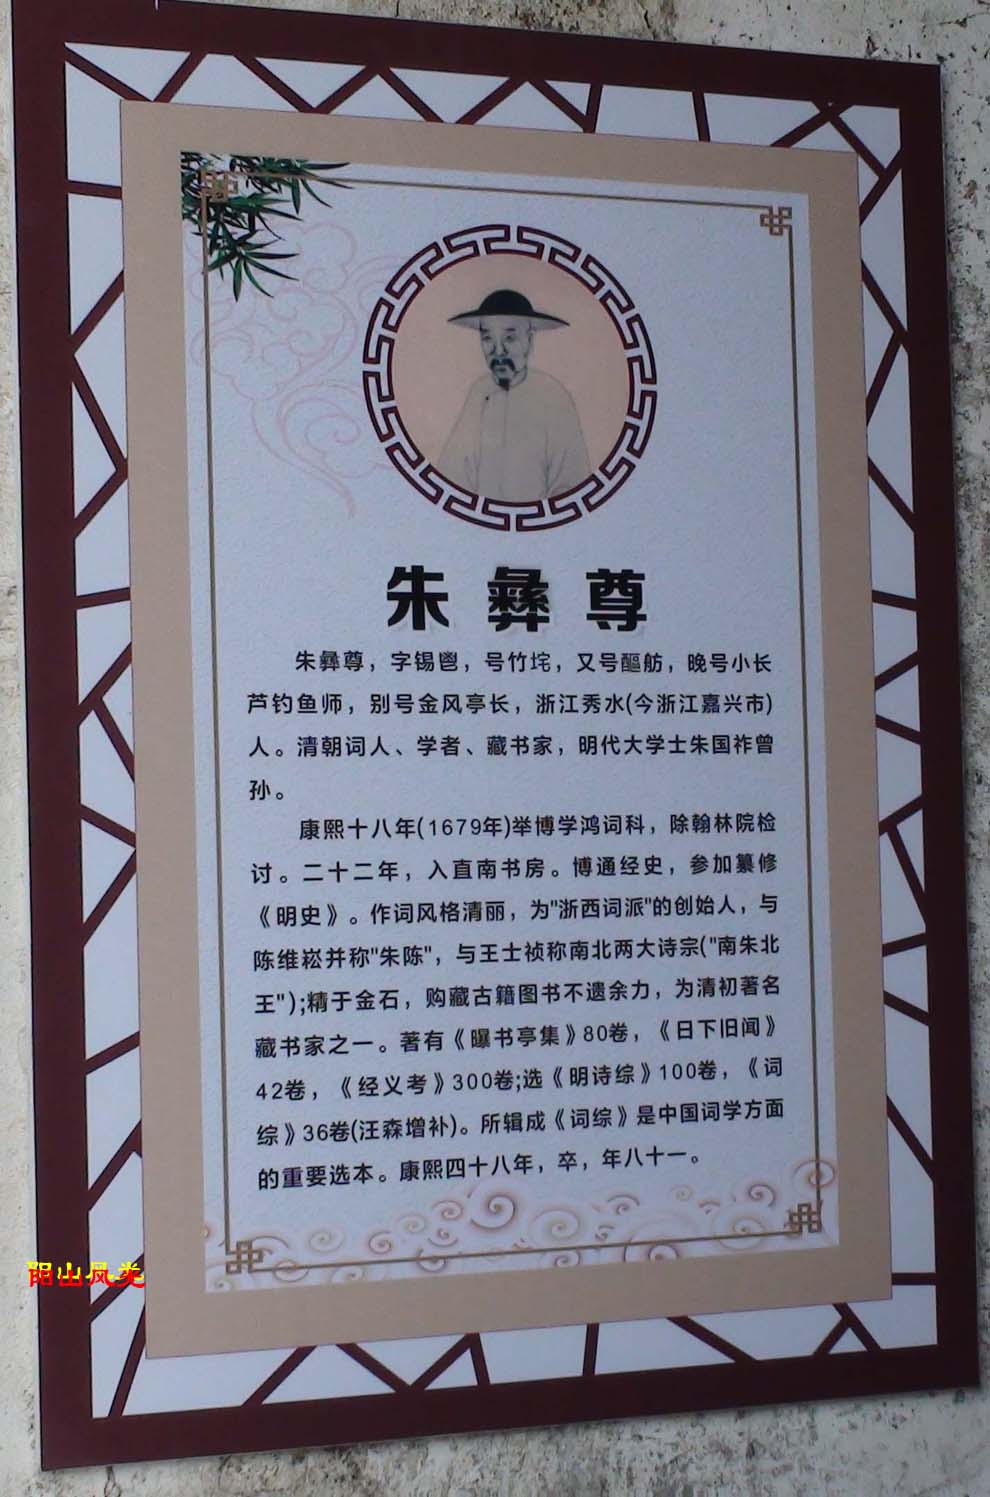 朱彝尊
朱彝尊，字锡鬯，号竹垞，又号醧舫，晚号小长
芦钓鱼师，别号金风亭长，浙江秀水(今浙江嘉兴市)
人。清朝词人、学者、藏书家，明代大学士朱国祚曾
孙。
康熙十八年(1679年)举博学鸿词科，除翰林院检
讨。二十二年，入直南书房。博通经史，参加纂修
《明史》。作词风格清丽，为"浙西词派"的创始人，与
陈维崧并称"朱陈"，与王士祯称南北两大诗宗("南朱北
王");精于金石，购藏古籍图书不遗余力，为清初著名
藏书家之一。著有《曝书亭集》80卷，《日下旧闻》
42卷，《经义考》300卷;选《明诗综》100卷，《词
综》36卷(汪森增补)。所辑成《词综》是中国词学方面
的重要选本。康熙四十八年，卒，年八十一。
阳山风光